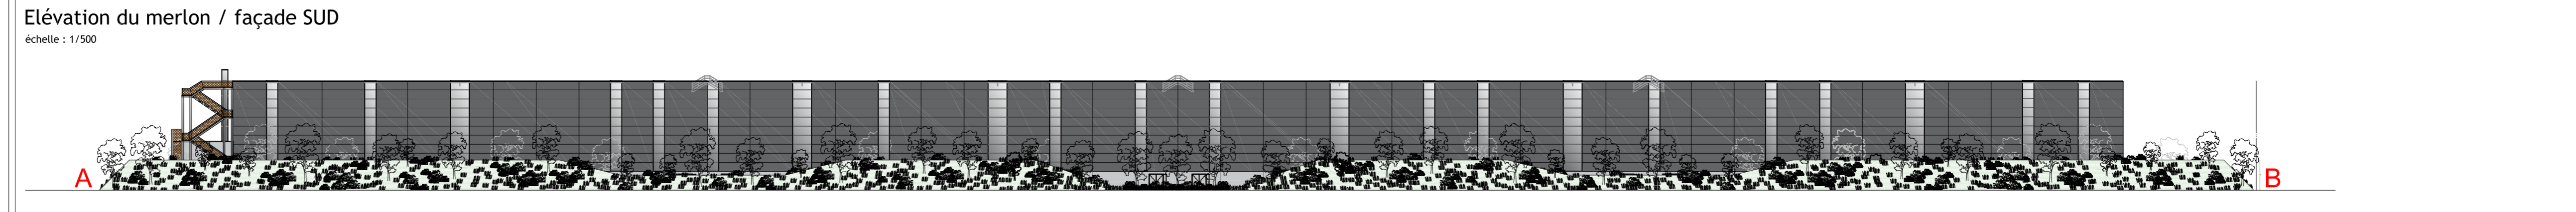 Elévation du merlon / façade SUD
échelle : 1/500
A
B